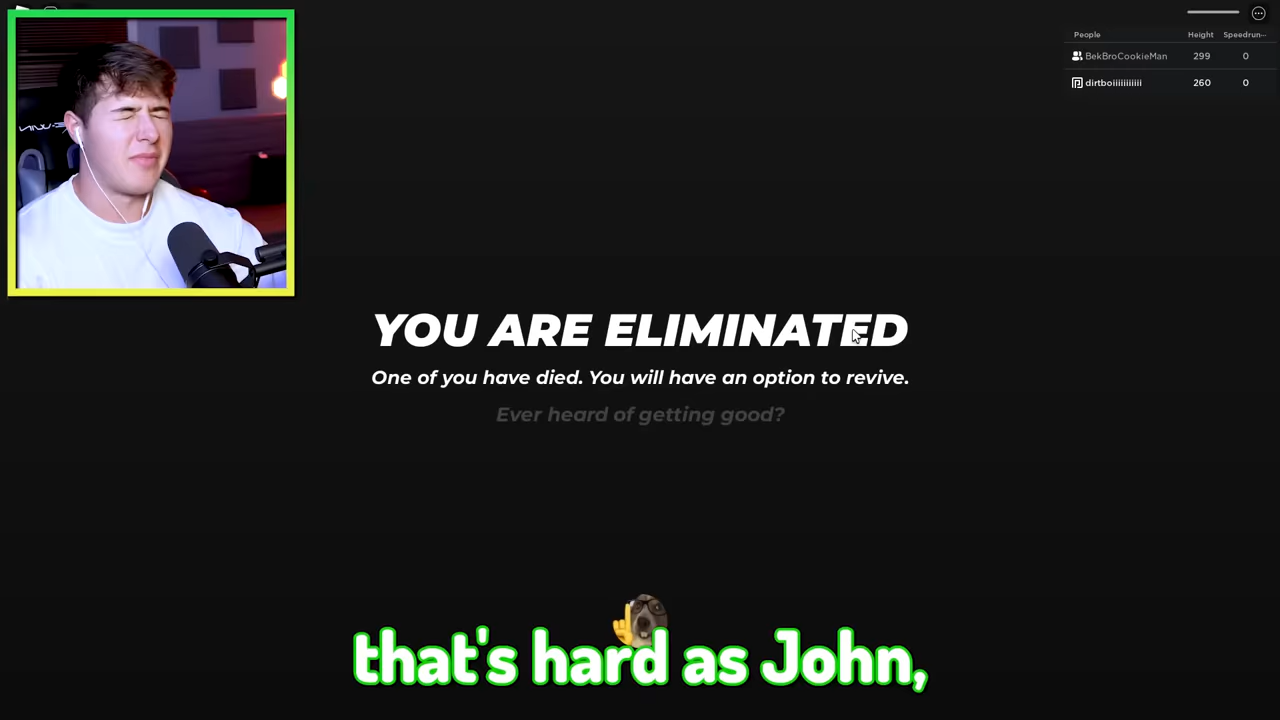 People Height Speedrun...
BekBroCookieMan 299 0
dirtboiiiiiiiiiii 260 0
YOU ARE ELIMINATED
One of you have died. You will have an option to revive.
Ever heard of getting good?
that's hard as John,